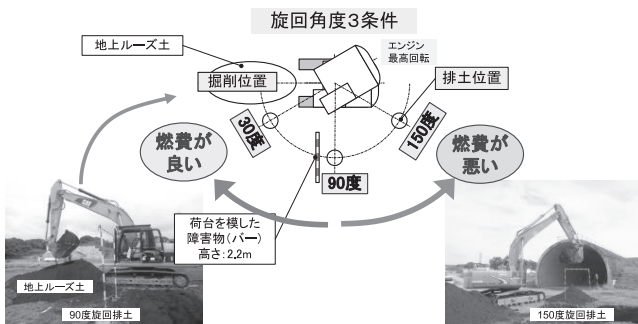 旋回角度3条件
地上ルーズ土
エンジン
最高回転
掘削位置
排土位置
30度
150度
90度
燃費が
良い
燃費が
悪い
荷台を模した
障害物(バー)
高さ:2.2m
地上ルーズ土
90度旋回排土
150度旋回排土